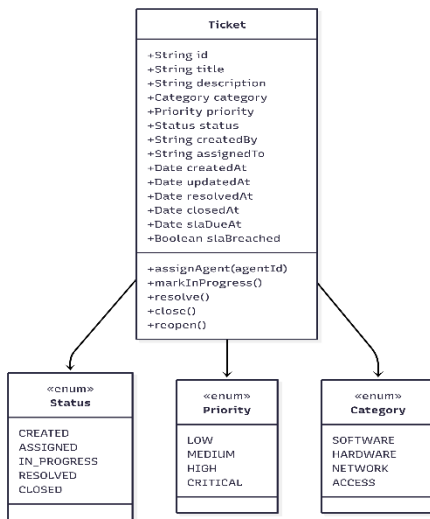 Ticket
+String id
+String title
+String description
+Category category
+Priority priority
+Status status
+String createdBy
+String assignedTo
+Date createdAt
+Date updatedAt
+Date resolvedAt
+Date closedAt
+Date slaDueAt
+Boolean slaBreached
+assignAgent(agentId)
+markInProgress()
+resolve()
+close()
+reopen()
«enum»
Status
CREATED
ASSIGNED
IN_PROGRESS
RESOLVED
CLOSED
«enum»
Priority
LOW
MEDIUM
HIGH
CRITICAL
«enum»
Category
SOFTWARE
HARDWARE
NETWORK
ACCESS